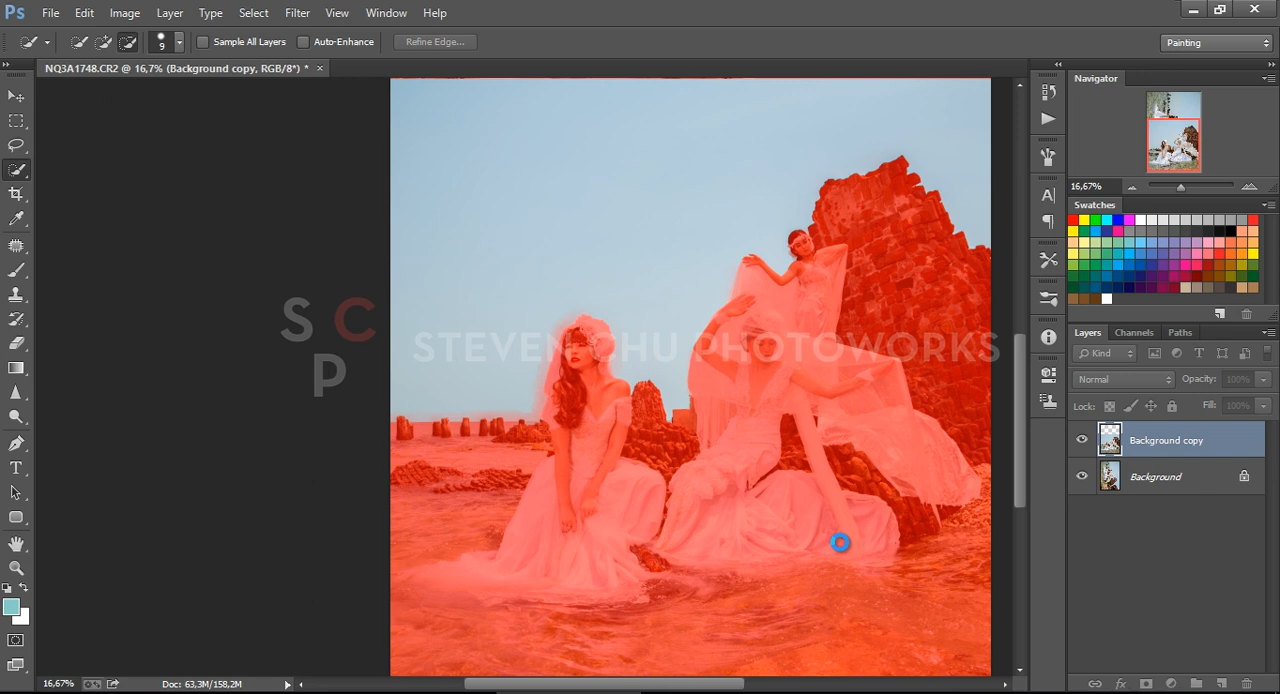 Ps File Edit Image Layer Type Select Filter View Window Help
9 Sample All Layers Auto-Enhance Refine Edge... Painting
NQ3A1748.CR2 @ 16,7% (Background copy, RGB/8*) * ×
Navigator
16,67%
Swatches
S C P
STEVEN CHU PHOTOWORKS
Layers Channels Paths
Kind
Normal Opacity: 100%
Lock: Fill: 100%
Background copy
Background
16,67% Doc: 63,3M/158,2M